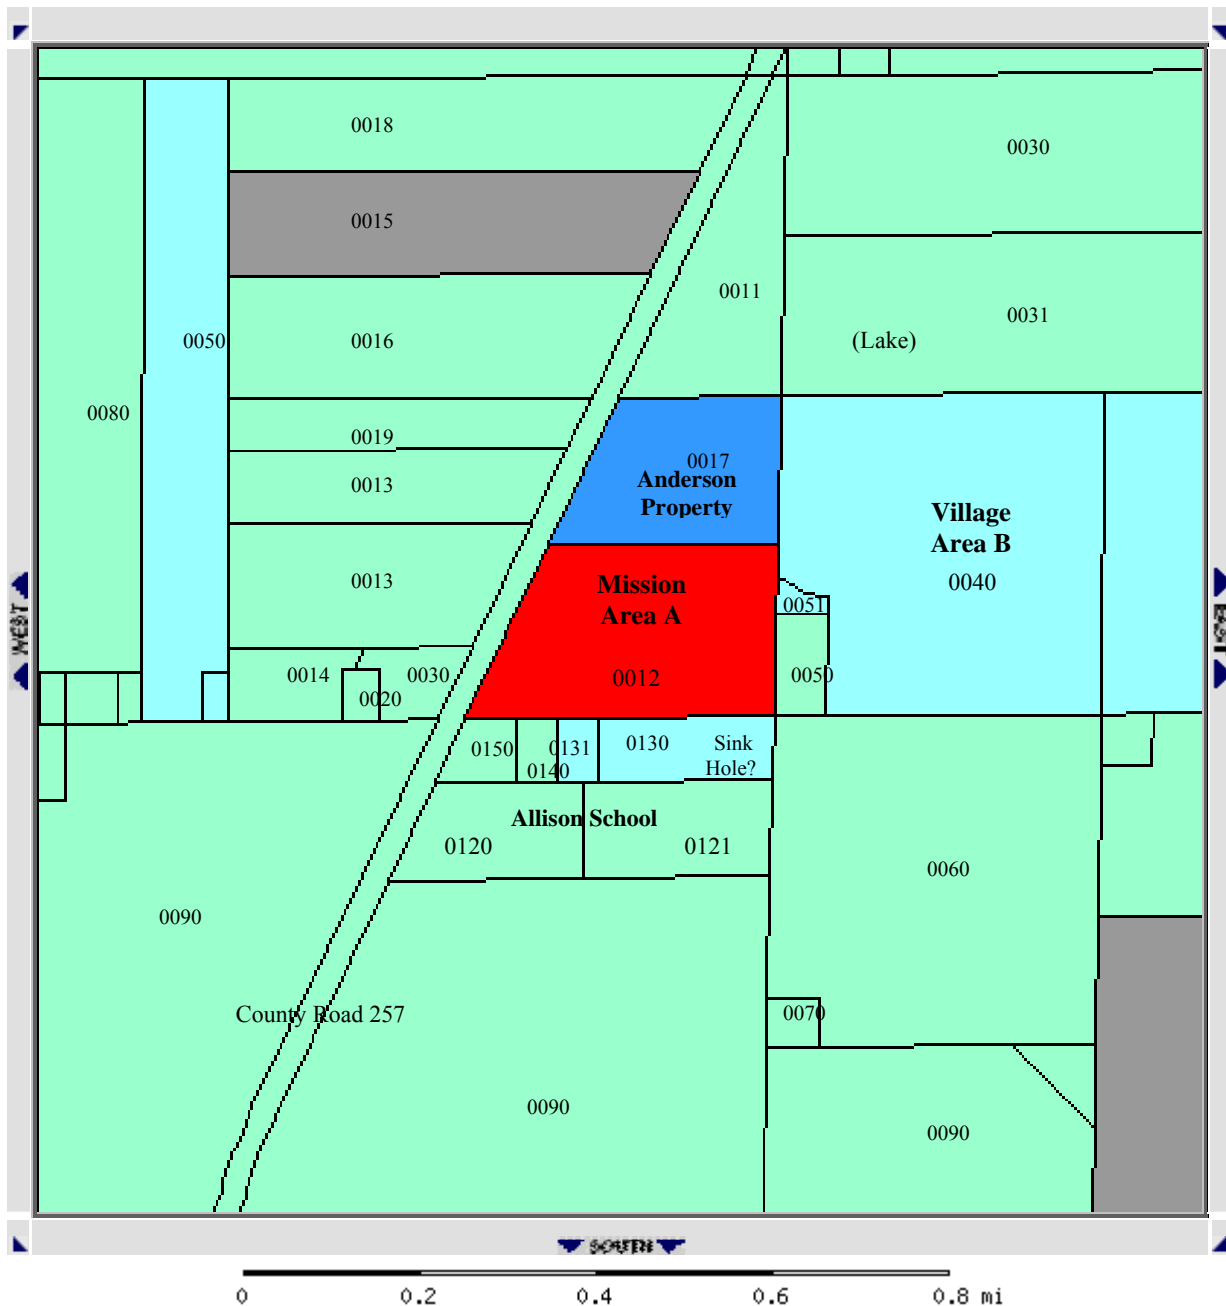 0018
0030
0015
0011
0031
0050
0016
(Lake)
0080
0019
0017
Anderson
Property
0013
Village
Area B
0040
0013
Mission
Area A
0051
0014
0030
0020
0012
0050
WEST
EAST
0150
0131
0130
Sink
Hole?
0140
Allison School
0120
0121
0060
0090
County Road 257
0070
0090
0090
SOUTH
0
0.2
0.4
0.6
0.8 mi